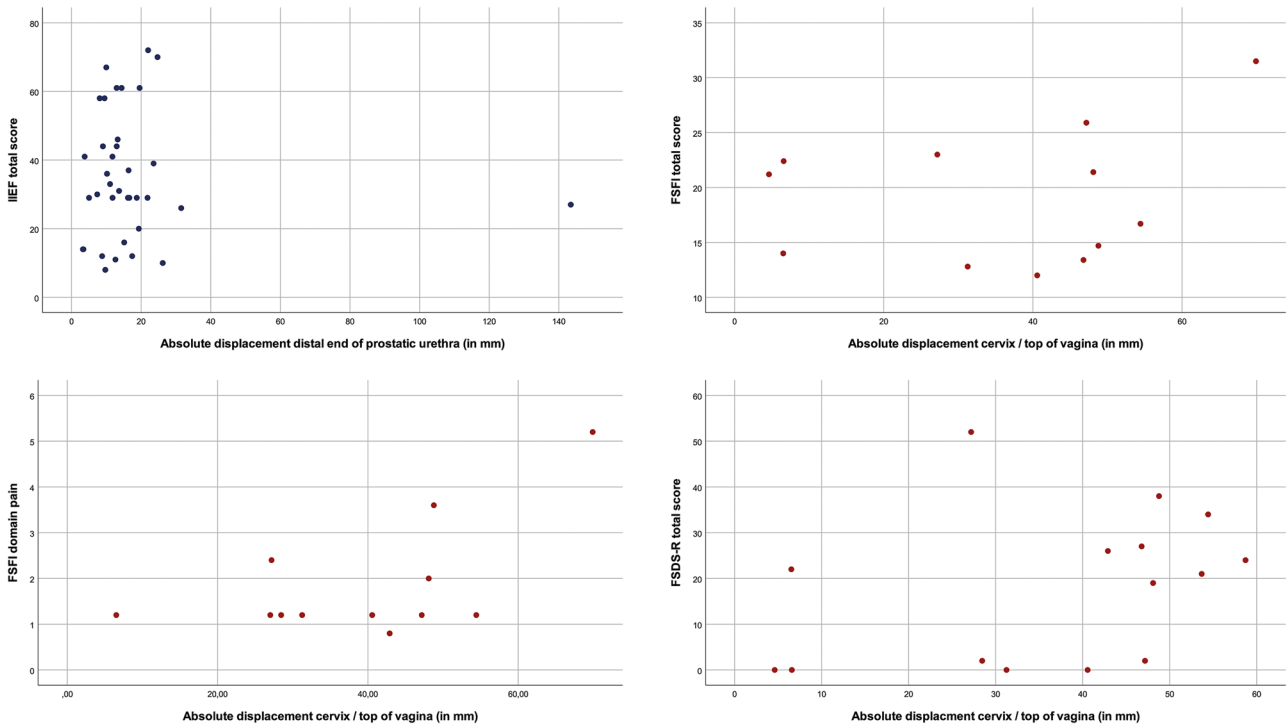 80
60
40
20
0
IIEF total score
0 20 40 60 80 100 120 140
Absolute displacement distal end of prostatic urethra (in mm)
35
30
25
20
15
10
FSFI total score
0 20 40 60
Absolute displacement cervix / top of vagina (in mm)
6
5
4
3
2
1
0
FSFI domain pain
,00 20,00 40,00 60,00
Absolute displacement cervix / top of vagina (in mm)
60
50
40
30
20
10
0
FSDS-R total score
0 10 20 30 40 50 60
Absolute displacement cervix / top of vagina (in mm)